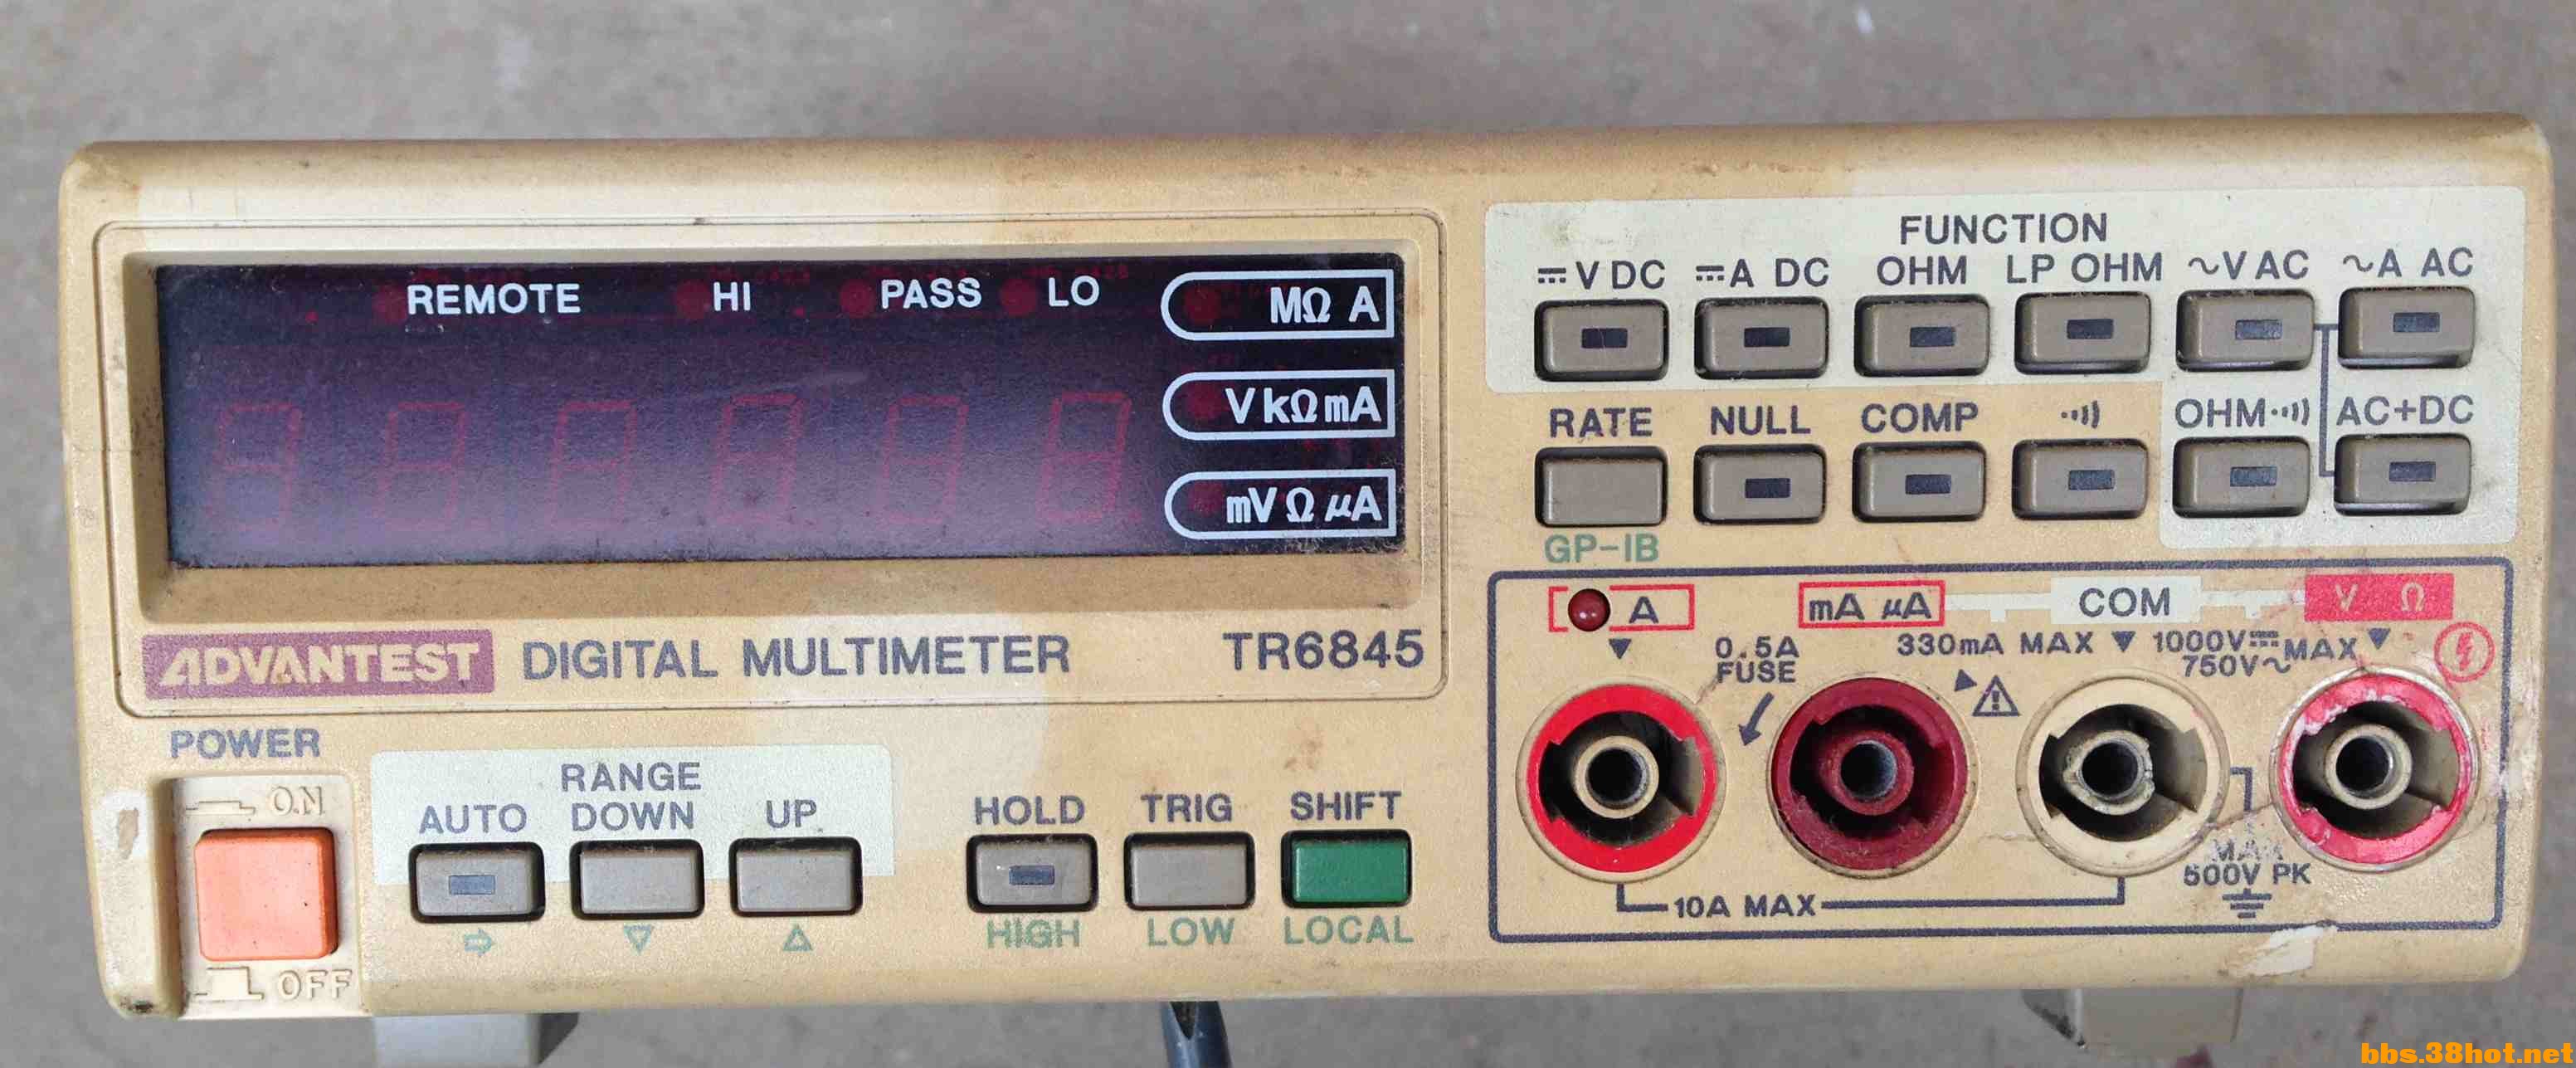 REMOTE HI PASS LO MΩ A
V kΩ mA
mV Ω μA
ADVANTEST DIGITAL MULTIMETER TR6845
POWER
ON
OFF
RANGE
AUTO DOWN UP
HOLD TRIG SHIFT
HIGH LOW LOCAL
FUNCTION
V DC A DC OHM LP OHM ~V AC ~A AC
RATE NULL COMP OHM AC+DC
GP-IB
A mA μA COM V Ω
0.5A
FUSE
330mA MAX
1000V MAX
750V~
10A MAX
MAX
500V PK
bbs.38hot.net